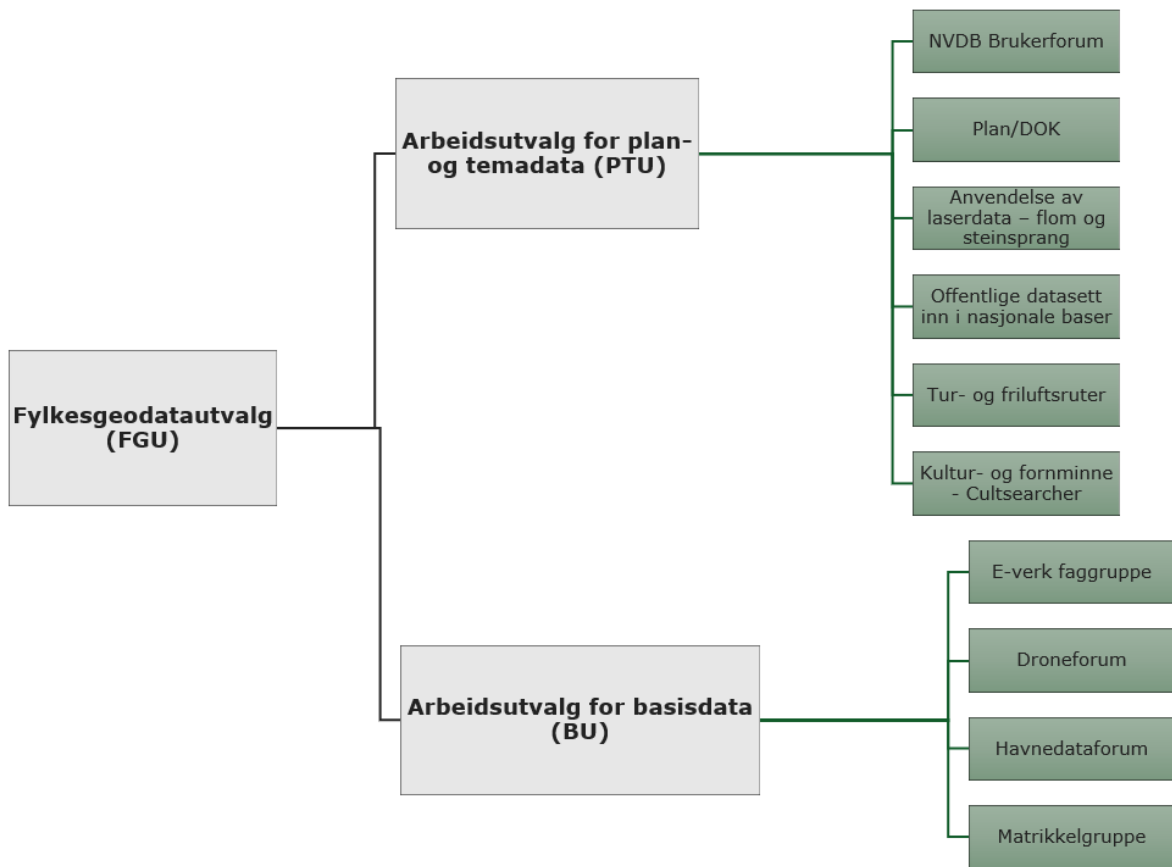 NVDB Brukerforum
Arbeidsutvalg for plan-
og temadata (PTU)
Plan/DOK
Anvendelse av
laserdata – flom og
steinsprang
Offentlige datasett
inn i nasjonale baser
Tur- og friluftsruter
Kultur- og fornminne
- Cultsearcher
Fylkesgeodatautvalg
(FGU)
Arbeidsutvalg for basisdata
(BU)
E-verk faggruppe
Droneforum
Havnedataforum
Matrikkelgruppe